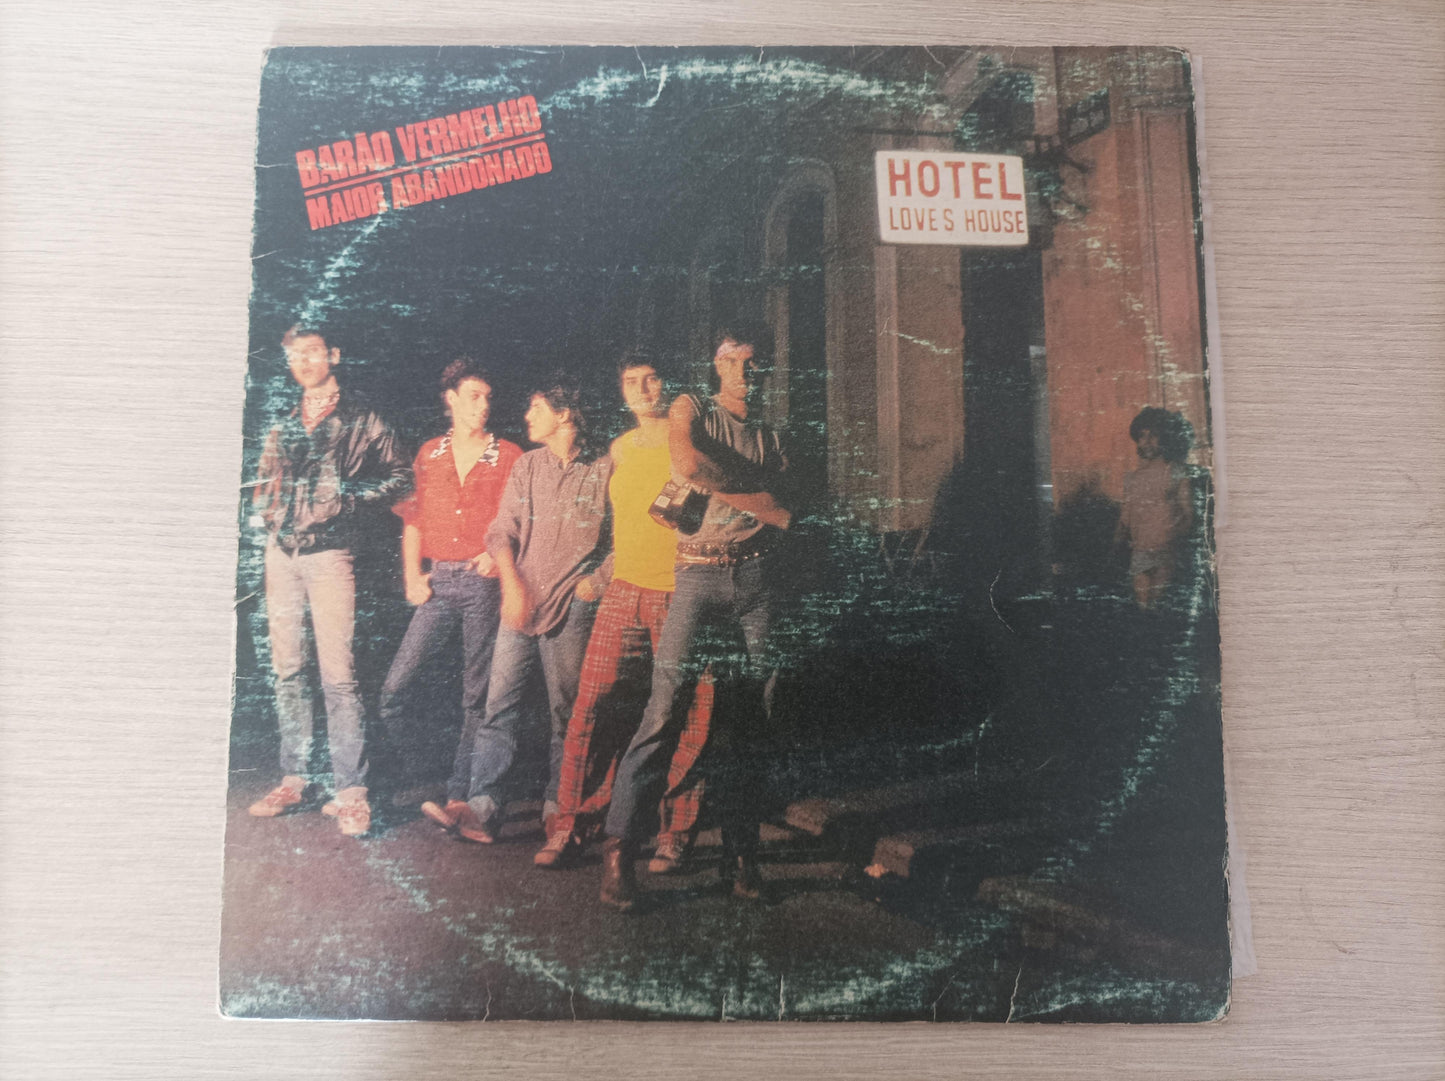 BARÃO VERMELHO
MAIOR ABANDONADO
HOTEL
LOVE S HOUSE